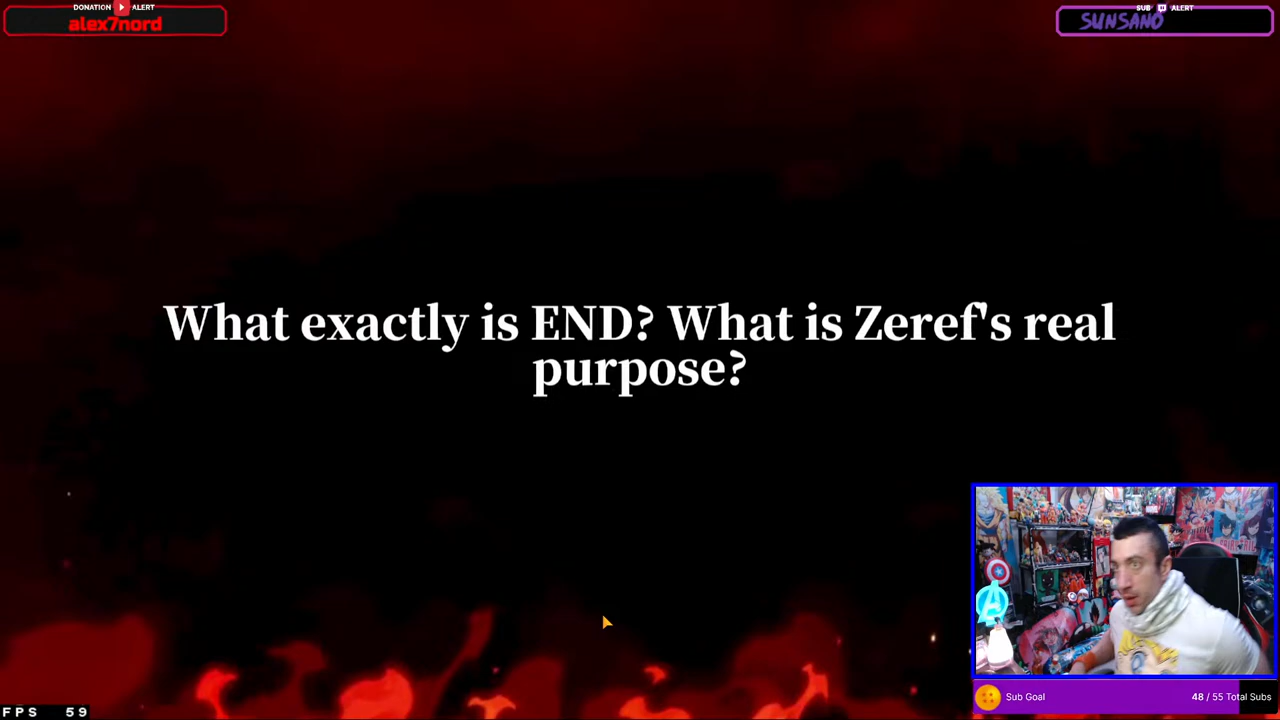 DONATION ALERT
alex7nord
SUB ALERT
SUNSANO
What exactly is END? What is Zeref's real
purpose?
Sub Goal 48 / 55 Total Subs
FPS 59